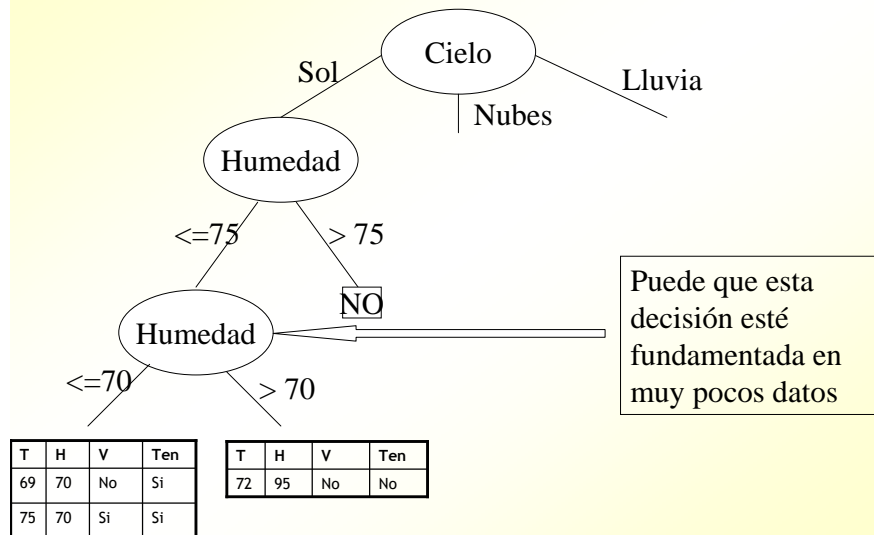 Cielo
Sol
Nubes
Lluvia
Humedad
<=75
> 75
NO
Humedad
Puede que esta
decisión esté
fundamentada en
muy pocos datos
<=70
> 70
T H V Ten
69 70 No Si
75 70 Si Si
T H V Ten
72 95 No No